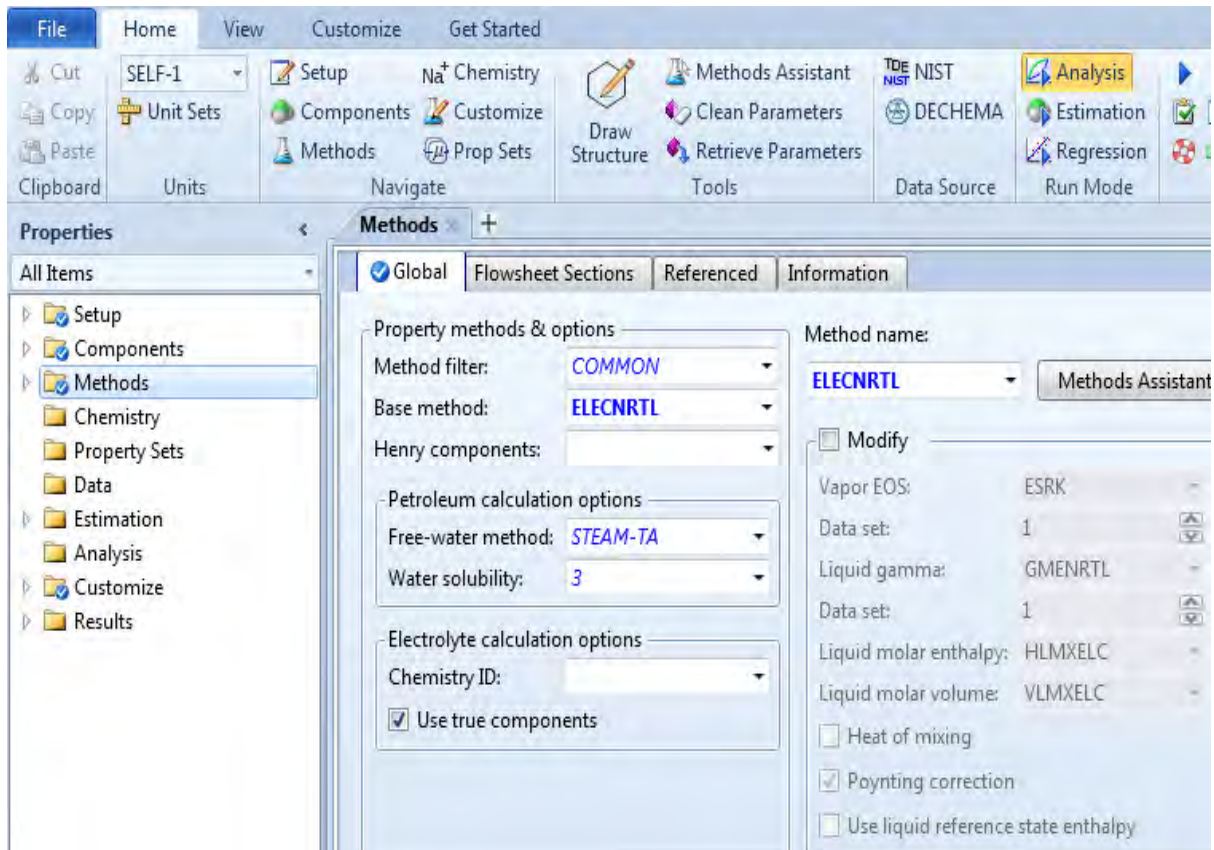 File Home View Customize Get Started
Cut SELF-1 Setup Na+ Chemistry Methods Assistant TDE NIST NIST Analysis
Copy Unit Sets Components Customize Draw Structure Clean Parameters DECHEMA Estimation
Paste Methods Prop Sets Retrieve Parameters Regression
Clipboard Units Navigate Tools Data Source Run Mode
Properties
All Items
Setup
Components
Methods
Chemistry
Property Sets
Data
Estimation
Analysis
Customize
Results
Methods
Global Flowsheet Sections Referenced Information
Property methods & options
Method filter: COMMON
Base method: ELECNRTL
Henry components:
Petroleum calculation options
Free-water method: STEAM-TA
Water solubility: 3
Electrolyte calculation options
Chemistry ID:
Use true components
Method name:
ELECNRTL Methods Assistant
Modify
Vapor EOS: ESRK
Data set: 1
Liquid gamma: GMENRTL
Data set: 1
Liquid molar enthalpy: HLMXELC
Liquid molar volume: VLMXELC
Heat of mixing
Poynting correction
Use liquid reference state enthalpy